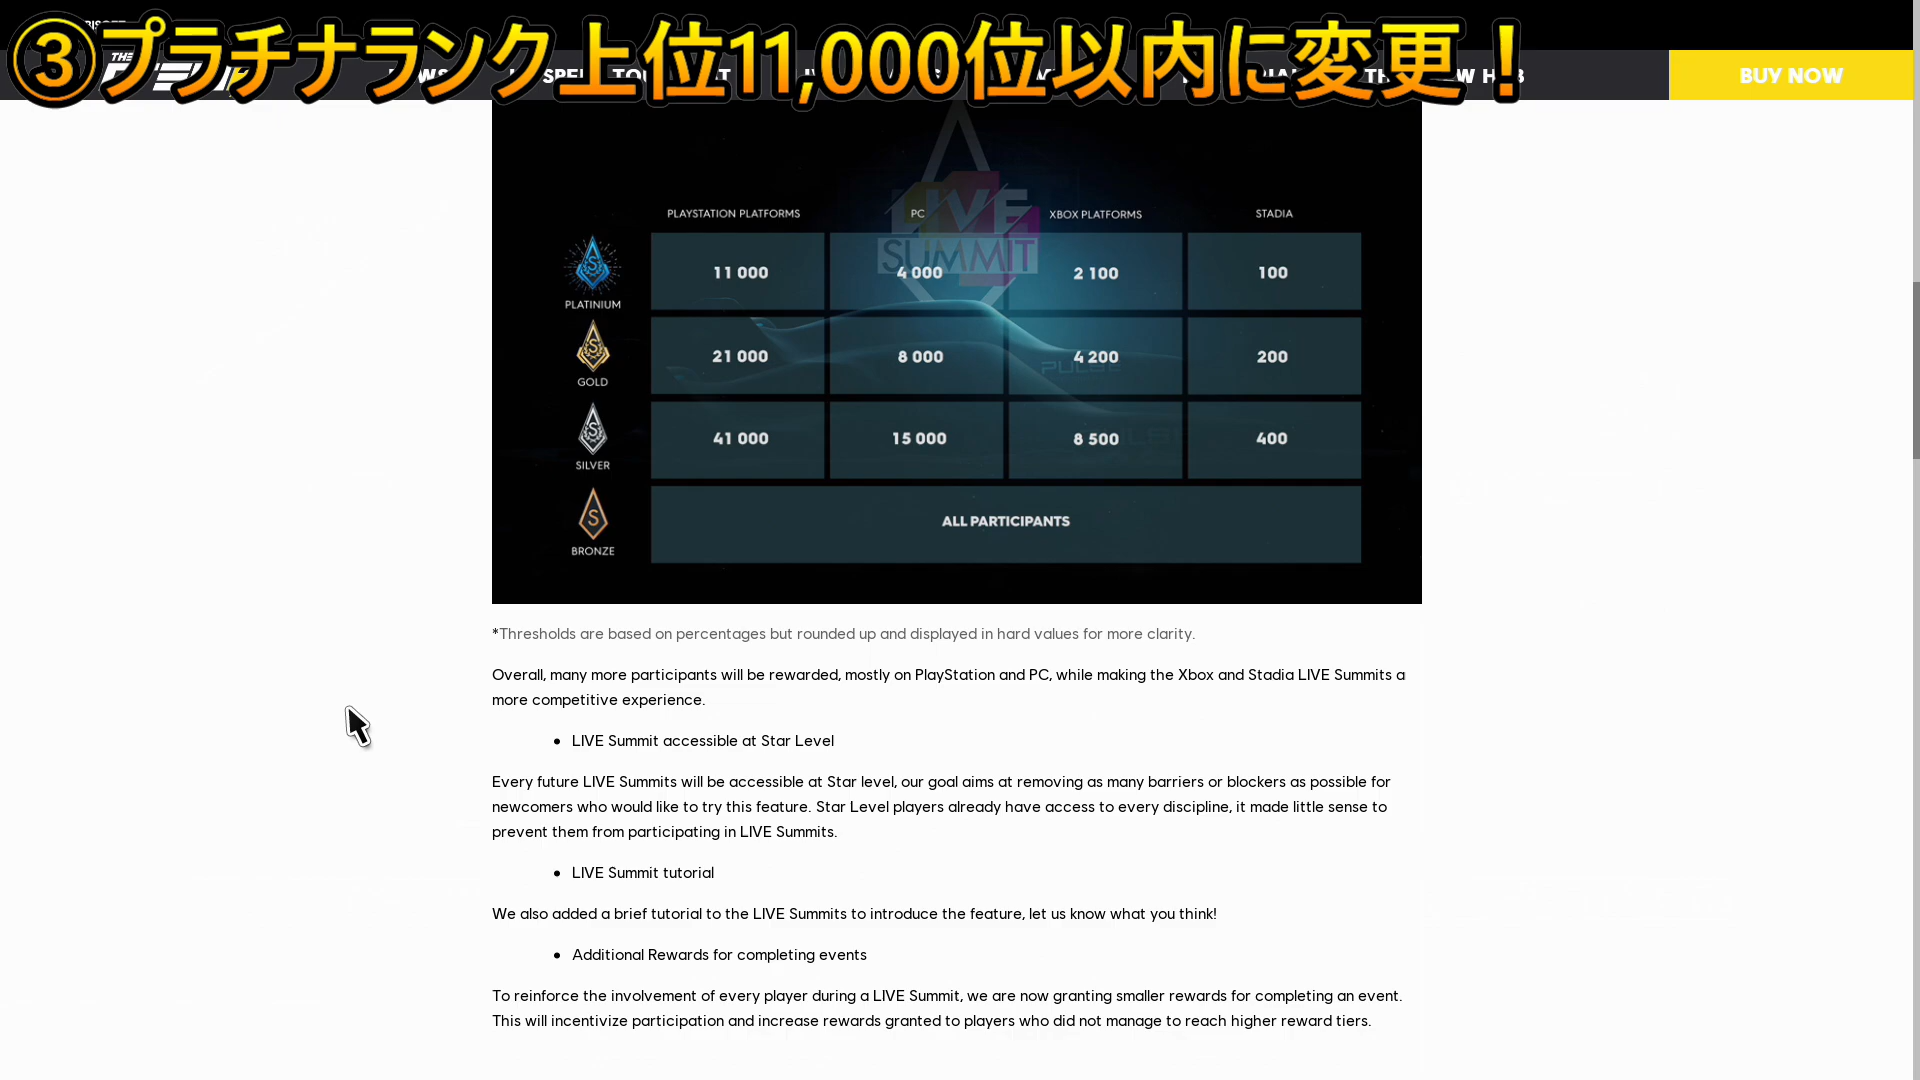 ③プラチナランク上位11,000位以内に変更！
BUY NOW
LIVE
SUMMIT
PLAYSTATION PLATFORMS PC XBOX PLATFORMS STADIA
PLATINIUM 11 000 4 000 2 100 100
GOLD 21 000 8 000 4 200 200
SILVER 41 000 15 000 8 500 400
BRONZE ALL PARTICIPANTS
*Thresholds are based on percentages but rounded up and displayed in hard values for more clarity.
Overall, many more participants will be rewarded, mostly on PlayStation and PC, while making the Xbox and Stadia LIVE Summits a
more competitive experience.
• LIVE Summit accessible at Star Level
Every future LIVE Summits will be accessible at Star level, our goal aims at removing as many barriers or blockers as possible for
newcomers who would like to try this feature. Star Level players already have access to every discipline, it made little sense to
prevent them from participating in LIVE Summits.
• LIVE Summit tutorial
We also added a brief tutorial to the LIVE Summits to introduce the feature, let us know what you think!
• Additional Rewards for completing events
To reinforce the involvement of every player during a LIVE Summit, we are now granting smaller rewards for completing an event.
This will incentivize participation and increase rewards granted to players who did not manage to reach higher reward tiers.